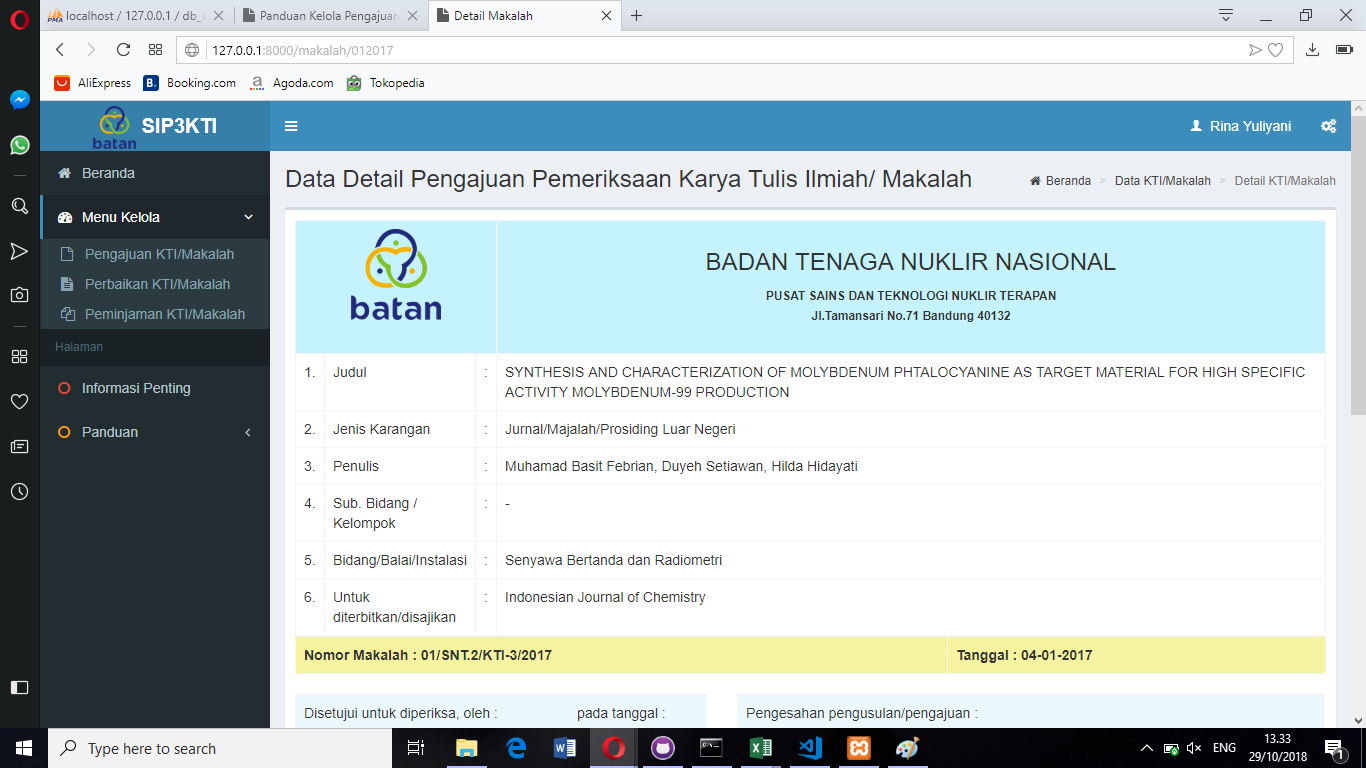 localhost / 127.0.0.1 / db_s
Panduan Kelola Pengajuan
Detail Makalah
127.0.0.1:8000/makalah/012017
AliExpress
B. Booking.com
a Agoda.com
Tokopedia
batan
SIP3KTI
Rina Yuliyani
Beranda
Menu Kelola
Pengajuan KTI/Makalah
Perbaikan KTI/Makalah
Peminjaman KTI/Makalah
Halaman
Informasi Penting
Panduan
Data Detail Pengajuan Pemeriksaan Karya Tulis Ilmiah/ Makalah
Beranda > Data KTI/Makalah > Detail KTI/Makalah
batan
BADAN TENAGA NUKLIR NASIONAL
PUSAT SAINS DAN TEKNOLOGI NUKLIR TERAPAN
Jl.Tamansari No.71 Bandung 40132
1. Judul : SYNTHESIS AND CHARACTERIZATION OF MOLYBDENUM PHTALOCYANINE AS TARGET MATERIAL FOR HIGH SPECIFIC
ACTIVITY MOLYBDENUM-99 PRODUCTION
2. Jenis Karangan : Jurnal/Majalah/Prosiding Luar Negeri
3. Penulis : Muhamad Basit Febrian, Duyeh Setiawan, Hilda Hidayati
4. Sub. Bidang / : -
Kelompok
5. Bidang/Balai/Instalasi : Senyawa Bertanda dan Radiometri
6. Untuk : Indonesian Journal of Chemistry
diterbitkan/disajikan
Nomor Makalah : 01/SNT.2/KTI-3/2017 Tanggal : 04-01-2017
Disetujui untuk diperiksa, oleh : pada tanggal : Pengesahan pengusulan/pengajuan :
Type here to search
ENG
13.33
29/10/2018
1